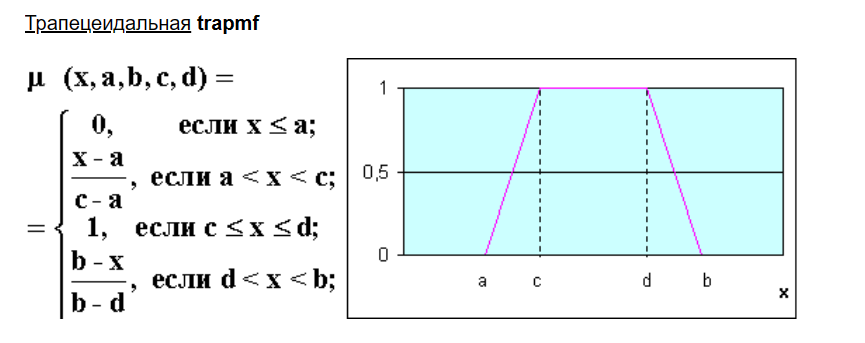 Трапецеидальная trapmf
μ (x, a, b, c, d) =
0, если x ≤ a;
x - a
c - a
, если a < x < c;
= 1, если c ≤ x ≤ d;
b - x
b - d
, если d < x < b;
1
0,5
0
a c d b
x